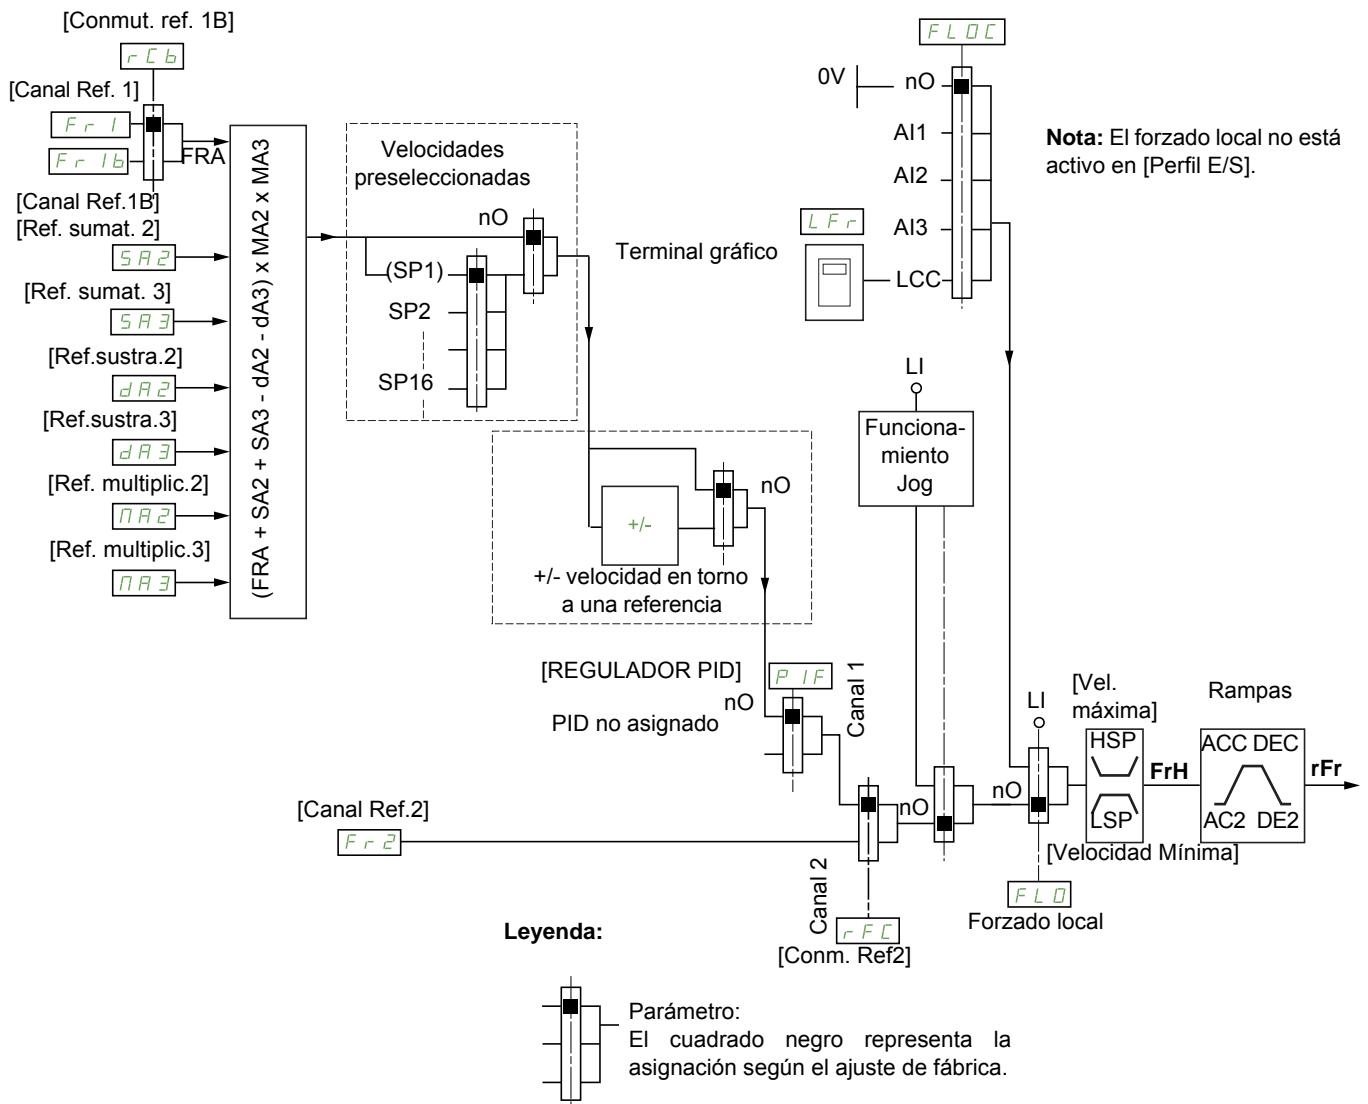 [Conmut. ref. 1B]
rCb
[Canal Ref. 1]
Fr1
Fr1b
FRA
[Canal Ref.1B]
[Ref. sumat. 2]
SA2
[Ref. sumat. 3]
SA3
[Ref.sustra.2]
dA2
[Ref.sustra.3]
dA3
[Ref. multiplic.2]
MA2
[Ref. multiplic.3]
MA3
(FRA + SA2 + SA3 - dA2 - dA3) x MA2 x MA3
Velocidades
preseleccionadas
nO
(SP1)
SP2
SP16
+/-
nO
+/- velocidad en torno
a una referencia
FLOC
0V
nO
AI1
AI2
AI3
LCC
LFr
Terminal gráfico
Nota: El forzado local no está
activo en [Perfil E/S].
LI
Funciona-
miento
Jog
[REGULADOR PID]
PIF
nO
PID no asignado
Canal 1
[Canal Ref.2]
Fr2
Canal 2
rFC
[Conm. Ref2]
nO
nO
LI
FLO
Forzado local
[Vel.
máxima]
HSP
LSP
[Velocidad Mínima]
FrH
Rampas
ACC DEC
AC2 DE2
rFr
Leyenda:
Parámetro:
El cuadrado negro representa la
asignación según el ajuste de fábrica.